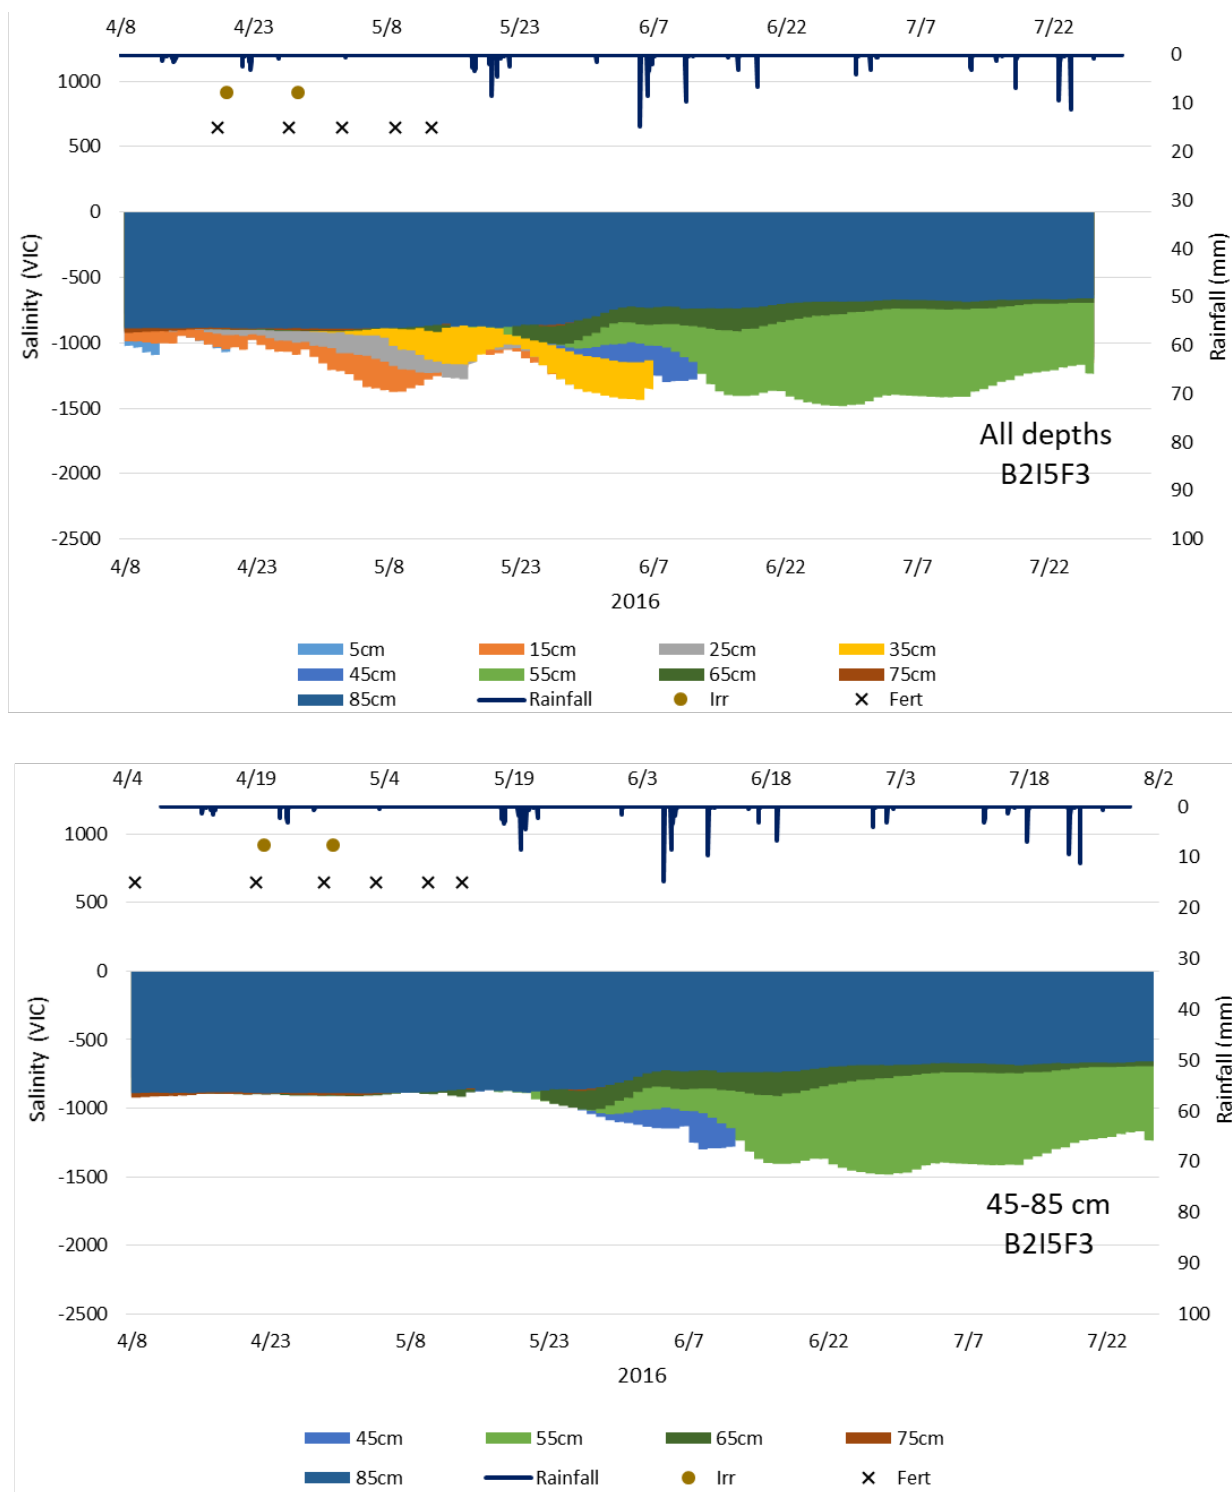 4/8 4/23 5/8 5/23 6/7 6/22 7/7 7/22
1000 0
10
500 20
0 30
-500 40
50
-1000 60
-1500 70
-2000 80
90
-2500 100
Salinity (VIC)
Rainfall (mm)
All depths
B2I5F3
4/8 4/23 5/8 5/23 6/7 6/22 7/7 7/22
2016
5cm 15cm 25cm 35cm
45cm 55cm 65cm 75cm
85cm Rainfall Irr Fert
4/4 4/19 5/4 5/19 6/3 6/18 7/3 7/18 8/2
1000 0
10
500 20
0 30
-500 40
50
-1000 60
-1500 70
-2000 80
90
-2500 100
Salinity (VIC)
Rainfall (mm)
45-85 cm
B2I5F3
4/8 4/23 5/8 5/23 6/7 6/22 7/7 7/22
2016
45cm 55cm 65cm 75cm
85cm Rainfall Irr Fert